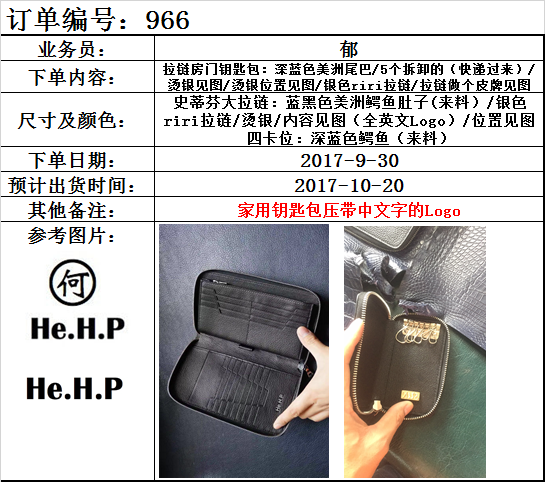 订单编号：966
业务员：
郁
下单内容：
拉链房门钥匙包：深蓝色美洲尾巴/5个拆卸的（快递过来）/
烫银见图/烫银位置见图/银色riri拉链/拉链做个皮牌见图
尺寸及颜色：
史蒂芬大拉链：蓝黑色美洲鳄鱼肚子(来料）/银色
riri拉链/烫银/内容见图（全英文Logo）/位置见图
四卡位：深蓝色鳄鱼（来料）
下单日期：
2017-9-30
预计出货时间：
2017-10-20
其他备注：
家用钥匙包压带中文字的Logo
参考图片：
何
He.H.P
He.H.P
He.H.P